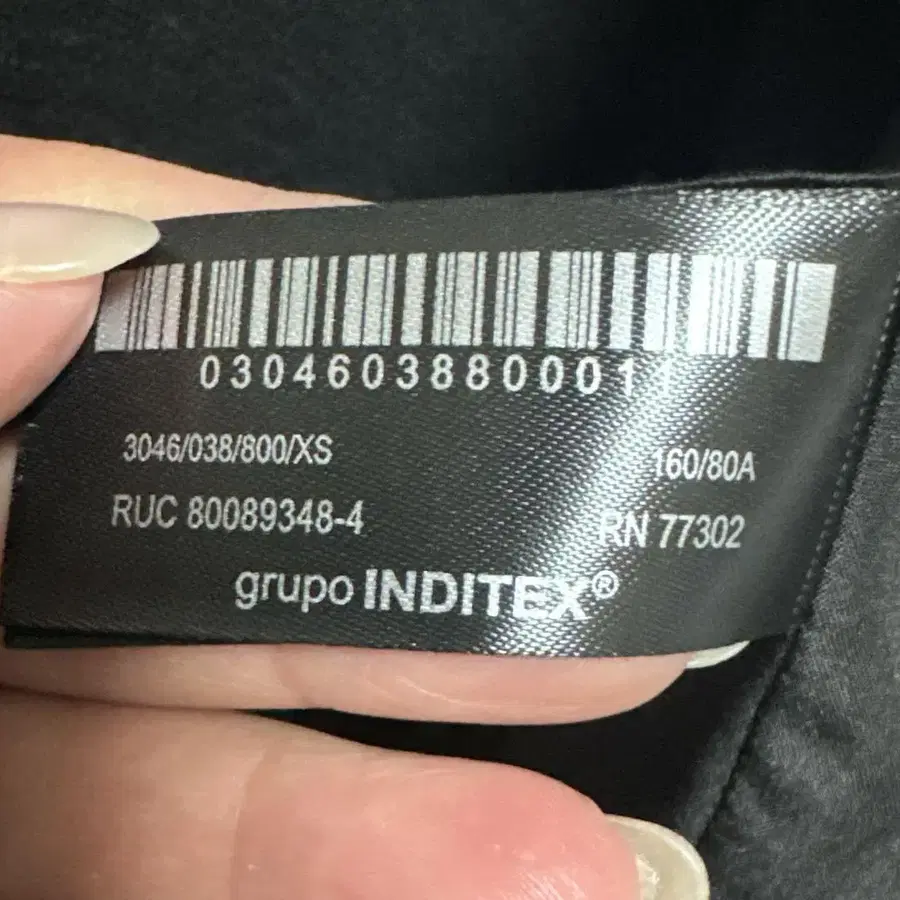 03046038800011
3046/038/800/XS
160/80A
RUC 80089348-4
RN 77302
grupo INDITEX®